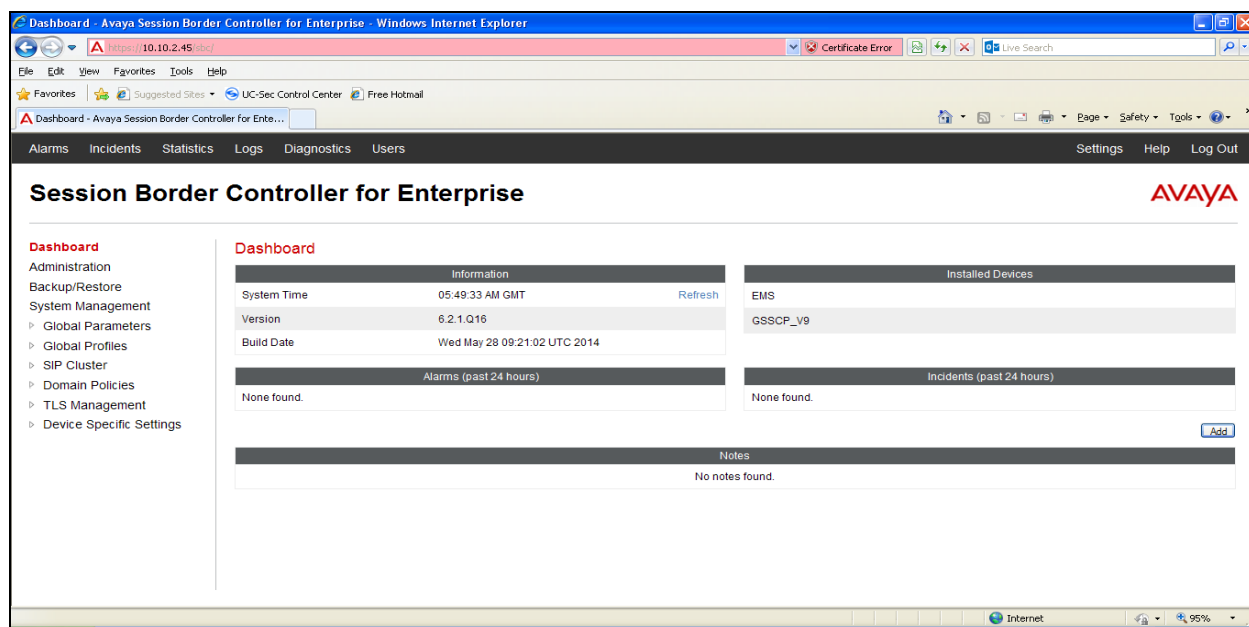 Dashboard - Avaya Session Border Controller for Enterprise - Windows Internet Explorer
https://10.10.2.45/sbc/
Certificate Error
Live Search
File Edit View Favorites Tools Help
Favorites Suggested Sites UC-Sec Control Center Free Hotmail
Dashboard - Avaya Session Border Controller for Ente...
Page Safety Tools
Alarms Incidents Statistics Logs Diagnostics Users Settings Help Log Out
Session Border Controller for Enterprise
AVAYA
Dashboard
Administration
Backup/Restore
System Management
Global Parameters
Global Profiles
SIP Cluster
Domain Policies
TLS Management
Device Specific Settings
Dashboard
Information
System Time 05:49:33 AM GMT Refresh
Version 6.2.1.Q16
Build Date Wed May 28 09:21:02 UTC 2014
Installed Devices
EMS
GSSCP_V9
Alarms (past 24 hours)
None found.
Incidents (past 24 hours)
None found.
Add
Notes
No notes found.
Internet
95%